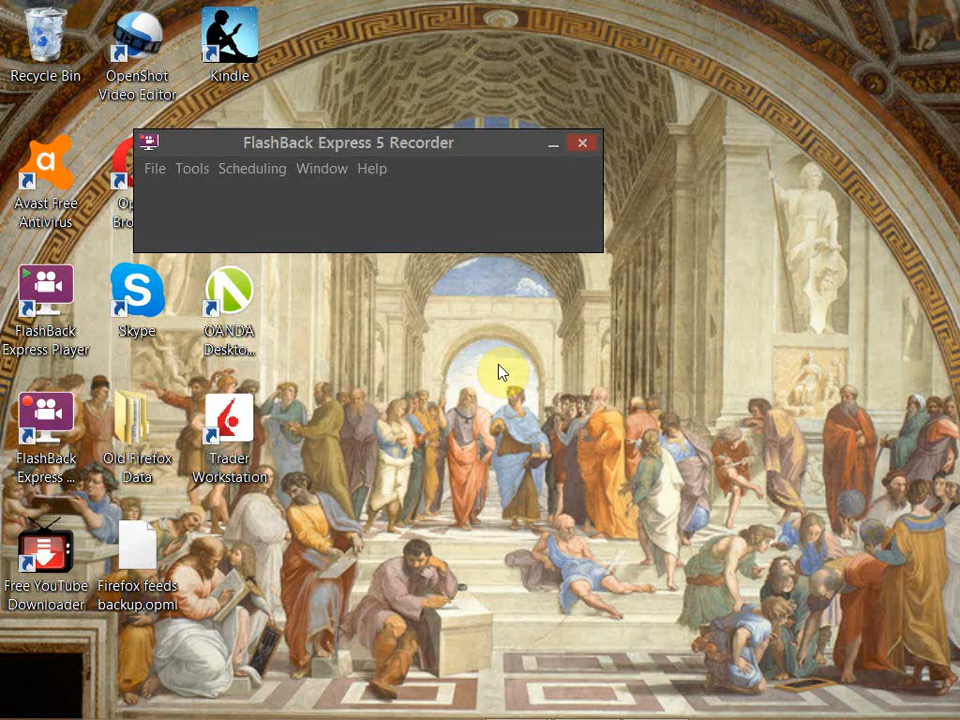 Recycle Bin
OpenShot
Video Editor
Kindle
FlashBack Express 5 Recorder
File Tools Scheduling Window Help
Avast Free
Antivirus
Op
Bro
FlashBack
Express Player
Skype
OANDA
Deskto...
FlashBack
Express ...
Old Firefox
Data
Trader
Workstation
Free YouTube
Downloader
Firefox feeds
backup.opml